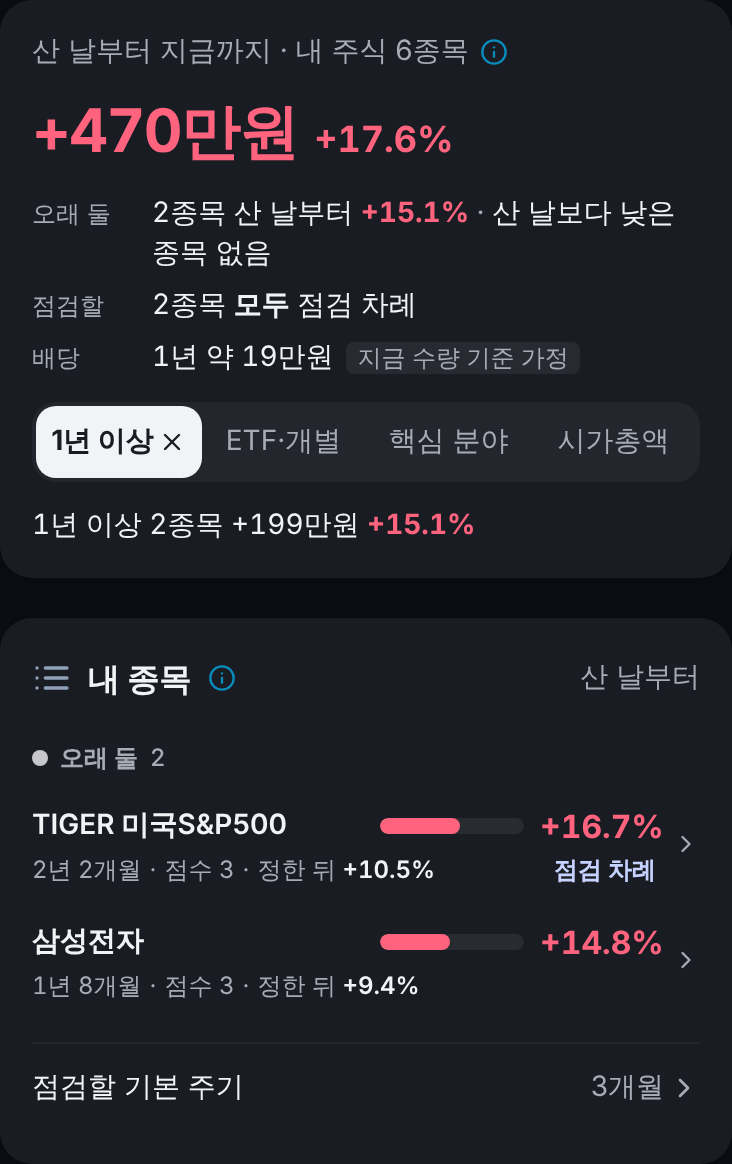 산 날부터 지금까지 · 내 주식 6종목
+470만원 +17.6%
오래 둘 2종목 산 날부터 +15.1% · 산 날보다 낮은
종목 없음
점검할 2종목 모두 점검 차례
배당 1년 약 19만원 지금 수량 기준 가정
1년 이상 × ETF·개별 핵심 분야 시가총액
1년 이상 2종목 +199만원 +15.1%
내 종목 산 날부터
오래 둘 2
TIGER 미국S&P500 +16.7%
2년 2개월 · 점수 3 · 정한 뒤 +10.5% 점검 차례
삼성전자 +14.8%
1년 8개월 · 점수 3 · 정한 뒤 +9.4%
점검할 기본 주기 3개월